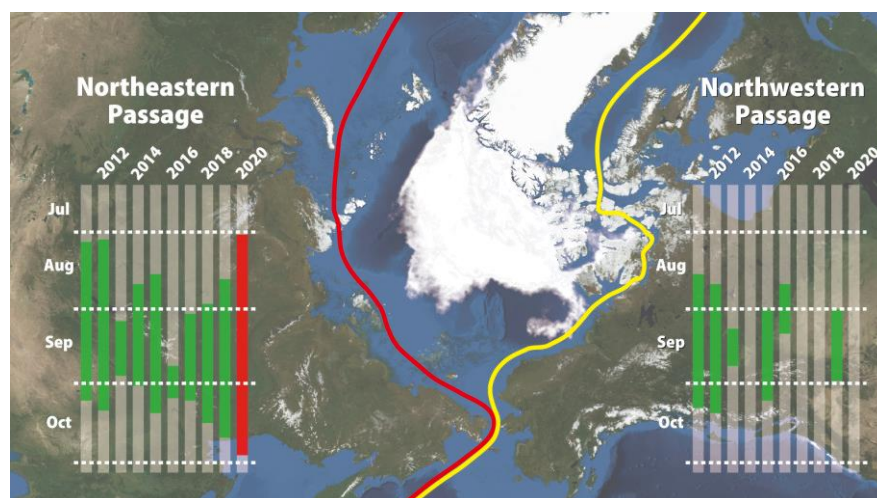 Northeastern
Passage
2012
2014
2016
2018
2020
Jul
Aug
Sep
Oct
Northwestern
Passage
2012
2014
2016
2018
2020
Jul
Aug
Sep
Oct